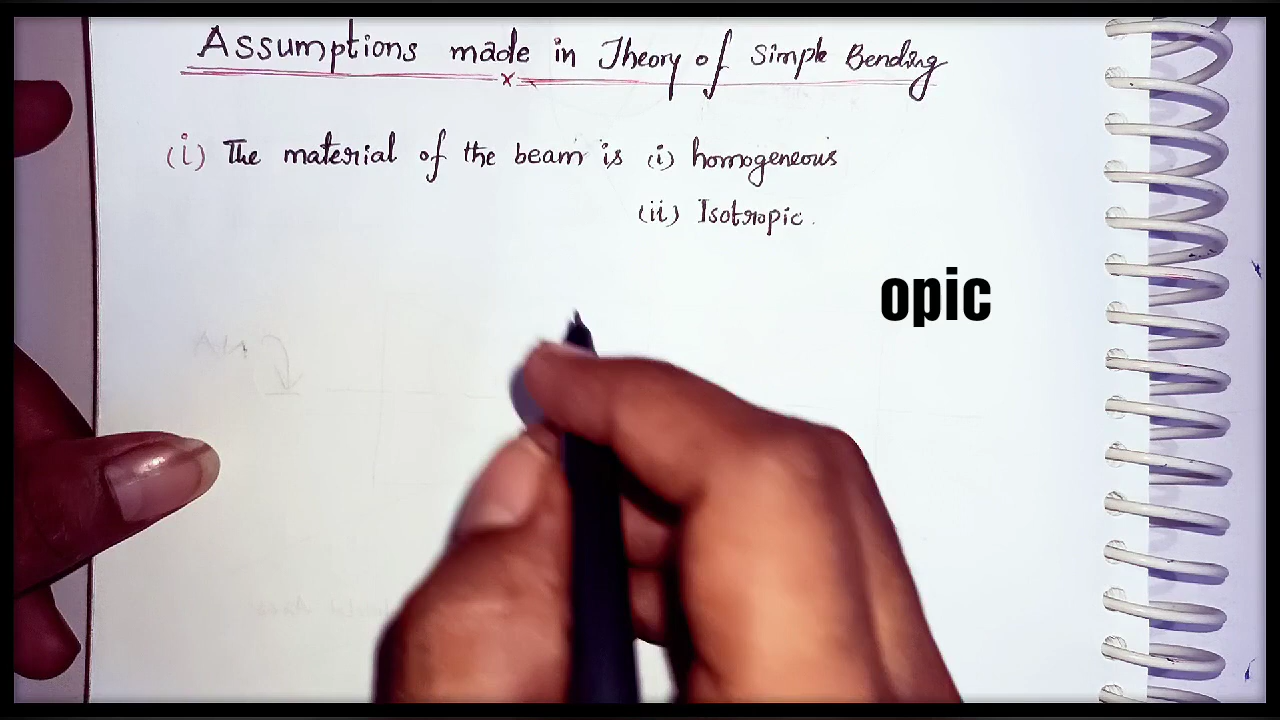 Assumptions made in Theory of Simple Bending
x
(i) The material of the beam is (i) homogeneous
(ii) Isotropic.
opic